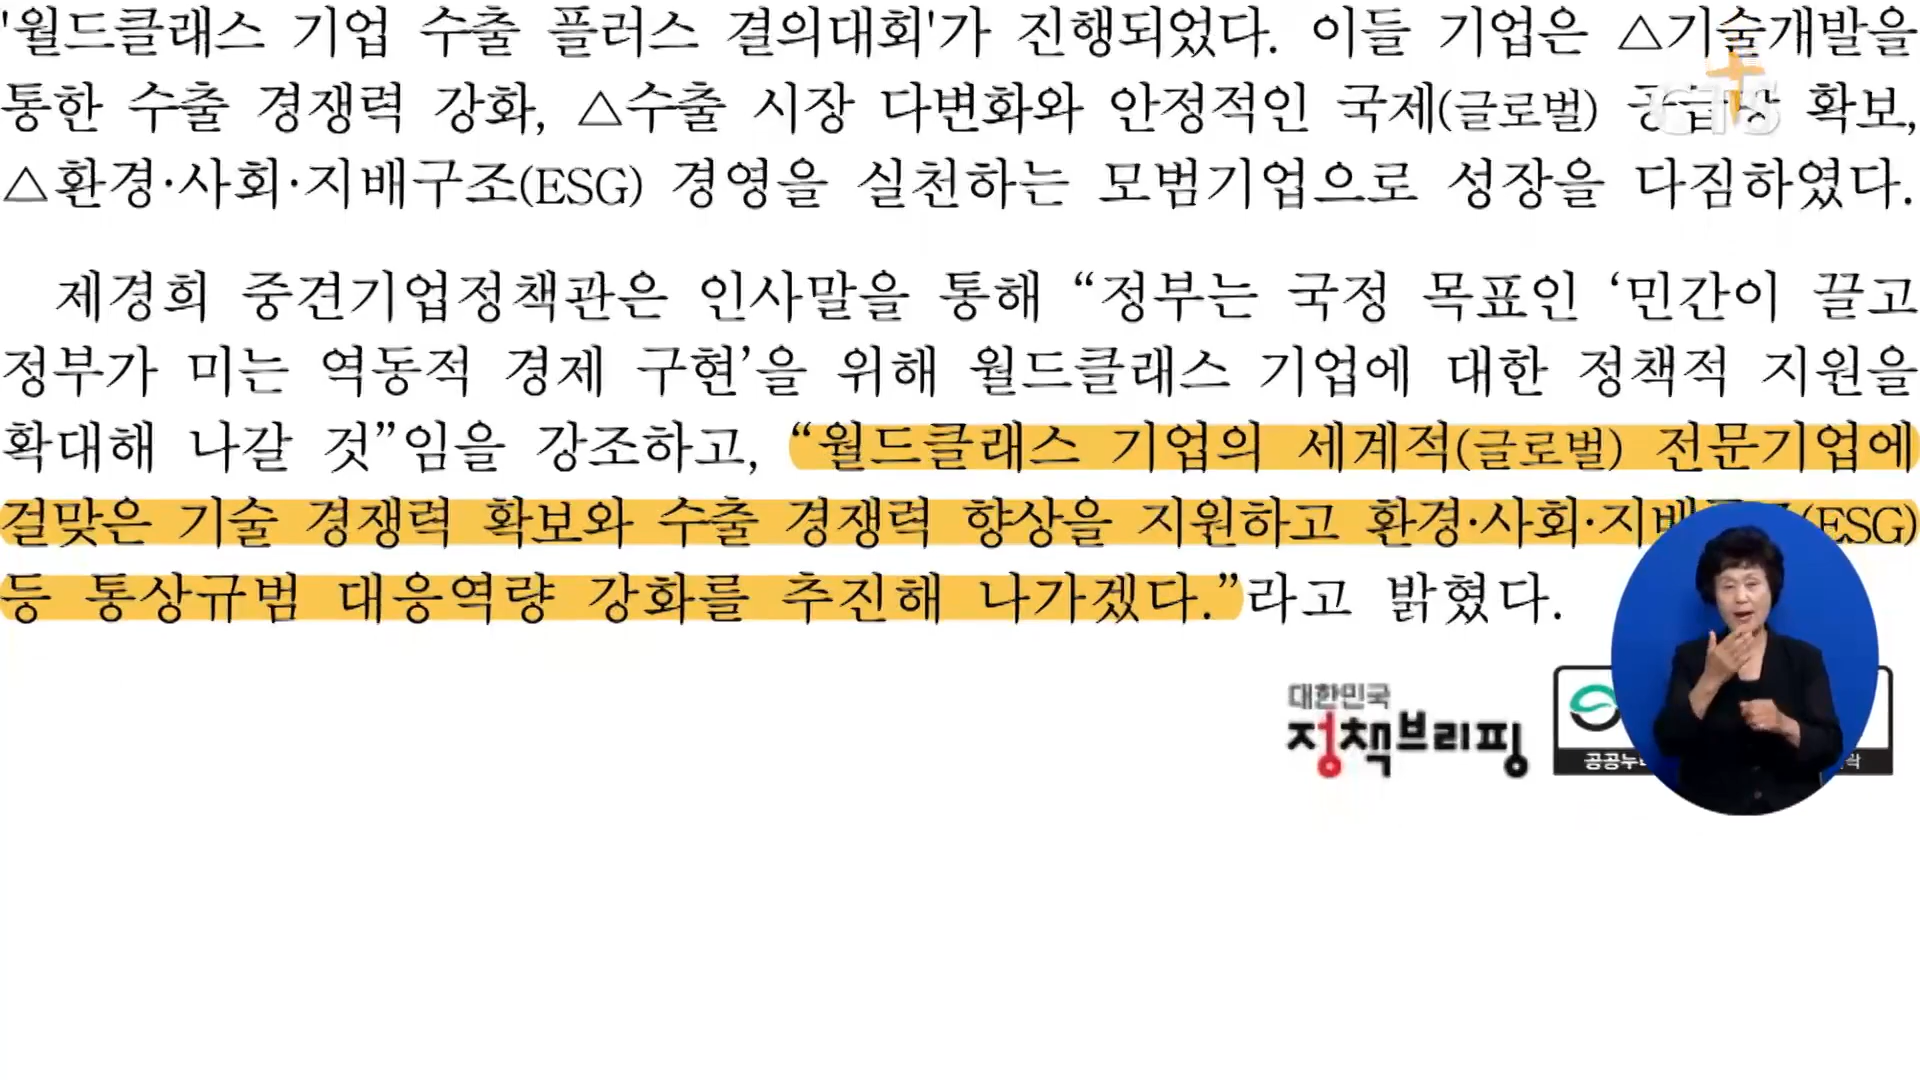 '월드클래스 기업 수출 플러스 결의대회'가 진행되었다. 이들 기업은 △기술개발을
통한 수출 경쟁력 강화, △수출 시장 다변화와 안정적인 국제(글로벌) 확보,
△환경·사회·지배구조(ESG) 경영을 실천하는 모범기업으로 성장을 다짐하였다.
제경희 중견기업정책관은 인사말을 통해 “정부는 국정 목표인 ‘민간이 끌고
정부가 미는 역동적 경제 구현’을 위해 월드클래스 기업에 대한 정책적 지원을
확대해 나갈 것”임을 강조하고, “월드클래스 기업의 세계적(글로벌) 전문기업에
걸맞은 기술 경쟁력 확보와 수출 경쟁력 향상을 지원하고 환경·사회·지배 (ESG)
등 통상규범 대응역량 강화를 추진해 나가겠다.”라고 밝혔다.
CTS
대한민국
정책브리핑
공공누